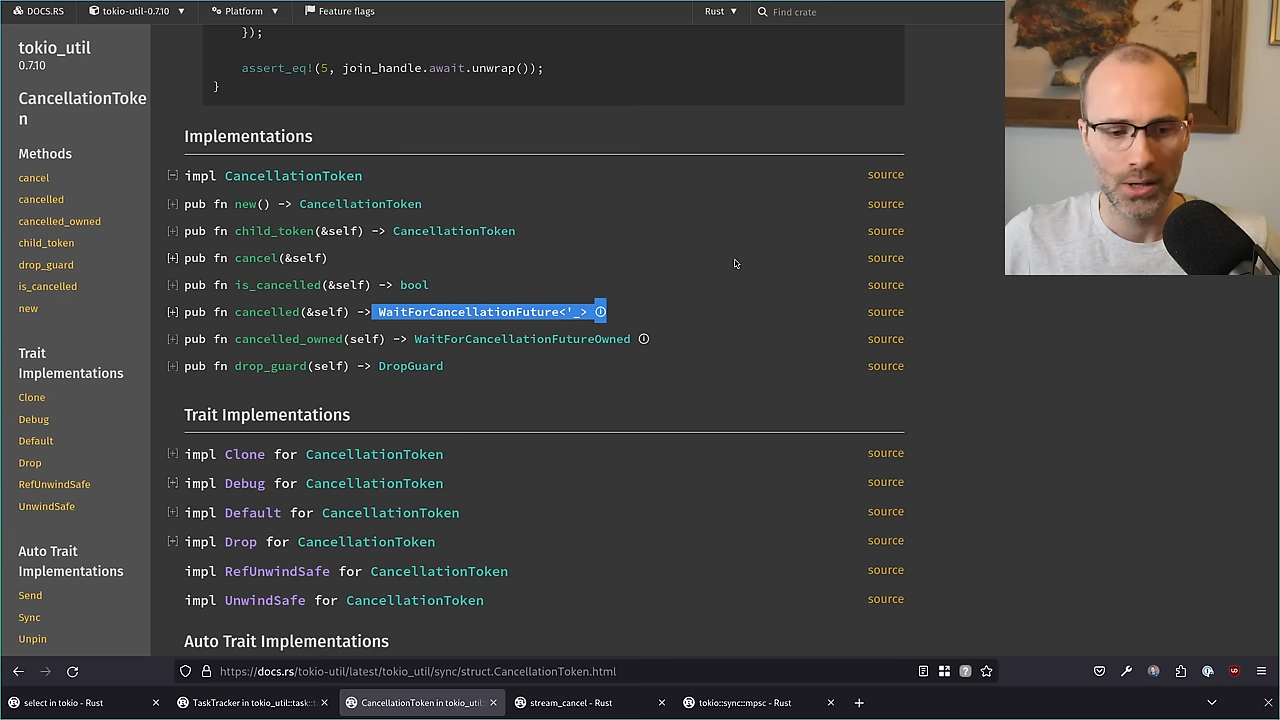 DOCS.RS tokio-util-0.7.10 ▼ Platform ▼ Feature flags Rust ▼ Find crate
tokio_util
0.7.10
CancellationToke
n
Methods
cancel
cancelled
cancelled_owned
child_token
drop_guard
is_cancelled
new
Trait
Implementations
Clone
Debug
Default
Drop
RefUnwindSafe
UnwindSafe
Auto Trait
Implementations
Send
Sync
Unpin
});
assert_eq!(5, join_handle.await.unwrap());
}
Implementations
[−] impl CancellationToken source
[+] pub fn new() -> CancellationToken source
[+] pub fn child_token(&self) -> CancellationToken source
[+] pub fn cancel(&self) source
[+] pub fn is_cancelled(&self) -> bool source
[+] pub fn cancelled(&self) -> WaitForCancellationFuture<'_> ⓘ source
[+] pub fn cancelled_owned(self) -> WaitForCancellationFutureOwned ⓘ source
[+] pub fn drop_guard(self) -> DropGuard source
Trait Implementations
[+] impl Clone for CancellationToken source
[+] impl Debug for CancellationToken source
[+] impl Default for CancellationToken source
[+] impl Drop for CancellationToken source
impl RefUnwindSafe for CancellationToken source
impl UnwindSafe for CancellationToken source
Auto Trait Implementations
https://docs.rs/tokio-util/latest/tokio_util/sync/struct.CancellationToken.html
select in tokio - Rust TaskTracker in tokio_util::task:: CancellationToken in tokio_util stream_cancel - Rust tokio::sync::mpsc - Rust